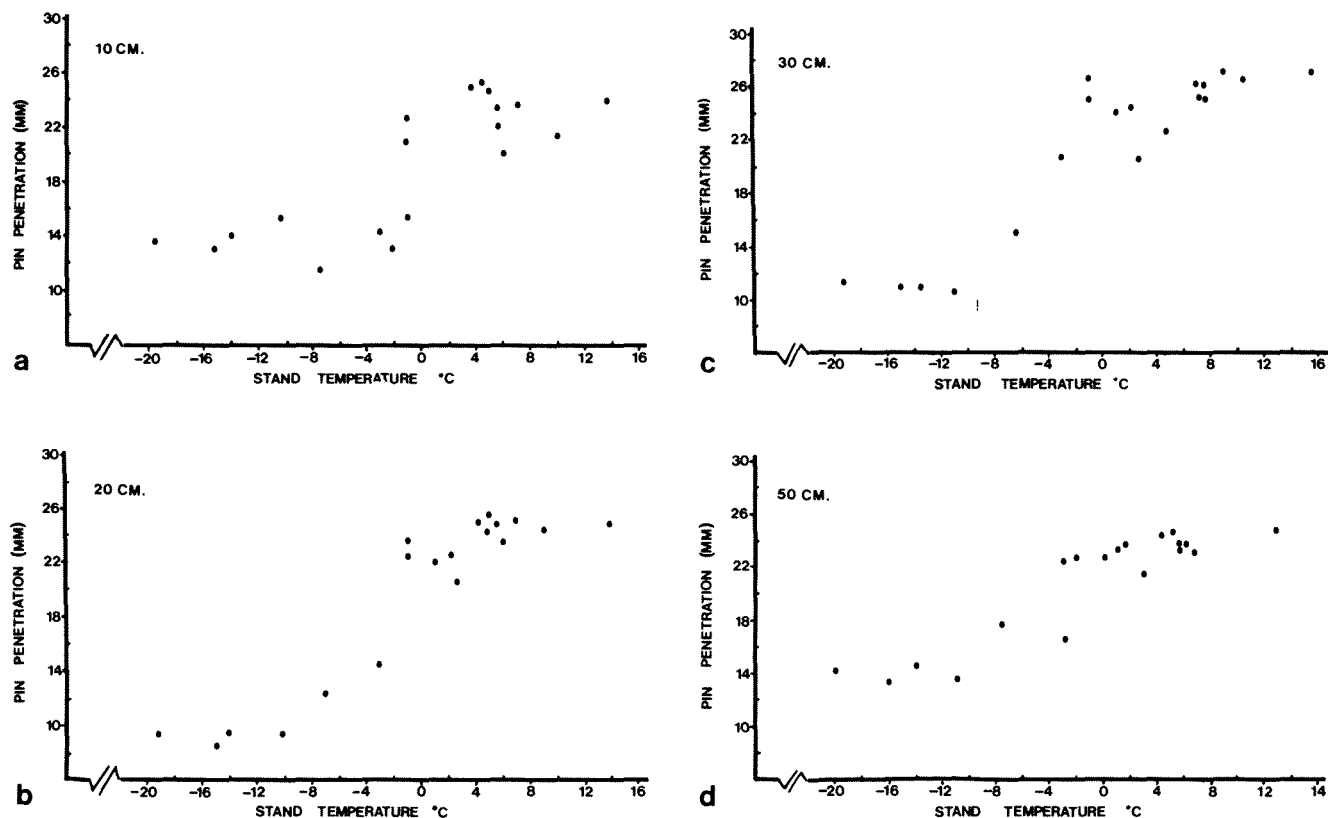 30
26
22
18
14
10
PIN PENETRATION (MM)
10 CM.
-20 -16 -12 -8 -4 0 4 8 12 16
STAND TEMPERATURE °C
a
30
26
22
18
14
10
PIN PENETRATION (MM)
20 CM.
-20 -16 -12 -8 -4 0 4 8 12 16
STAND TEMPERATURE °C
b
30
26
22
18
14
10
PIN PENETRATION (MM)
30 CM.
-20 -16 -12 -8 -4 0 4 8 12 16
STAND TEMPERATURE °C
c
30
26
22
18
14
10
PIN PENETRATION (MM)
50 CM.
-20 -16 -12 -8 -4 0 4 8 12 14
STAND TEMPERATURE °C
d